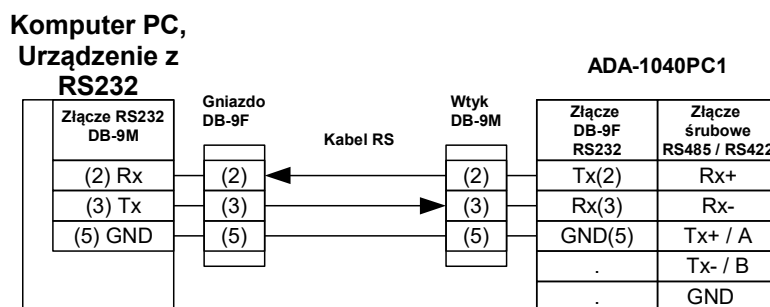 Komputer PC,
Urządzenie z
RS232
ADA-1040PC1
Złącze RS232
DB-9M
Gniazdo
DB-9F
Kabel RS
Wtyk
DB-9M
Złącze
DB-9F
RS232
Złącze
śrubowe
RS485 / RS422
(2) Rx (2) (2) Tx(2) Rx+
(3) Tx (3) (3) Rx(3) Rx-
(5) GND (5) (5) GND(5) Tx+ / A
. Tx- / B
. GND